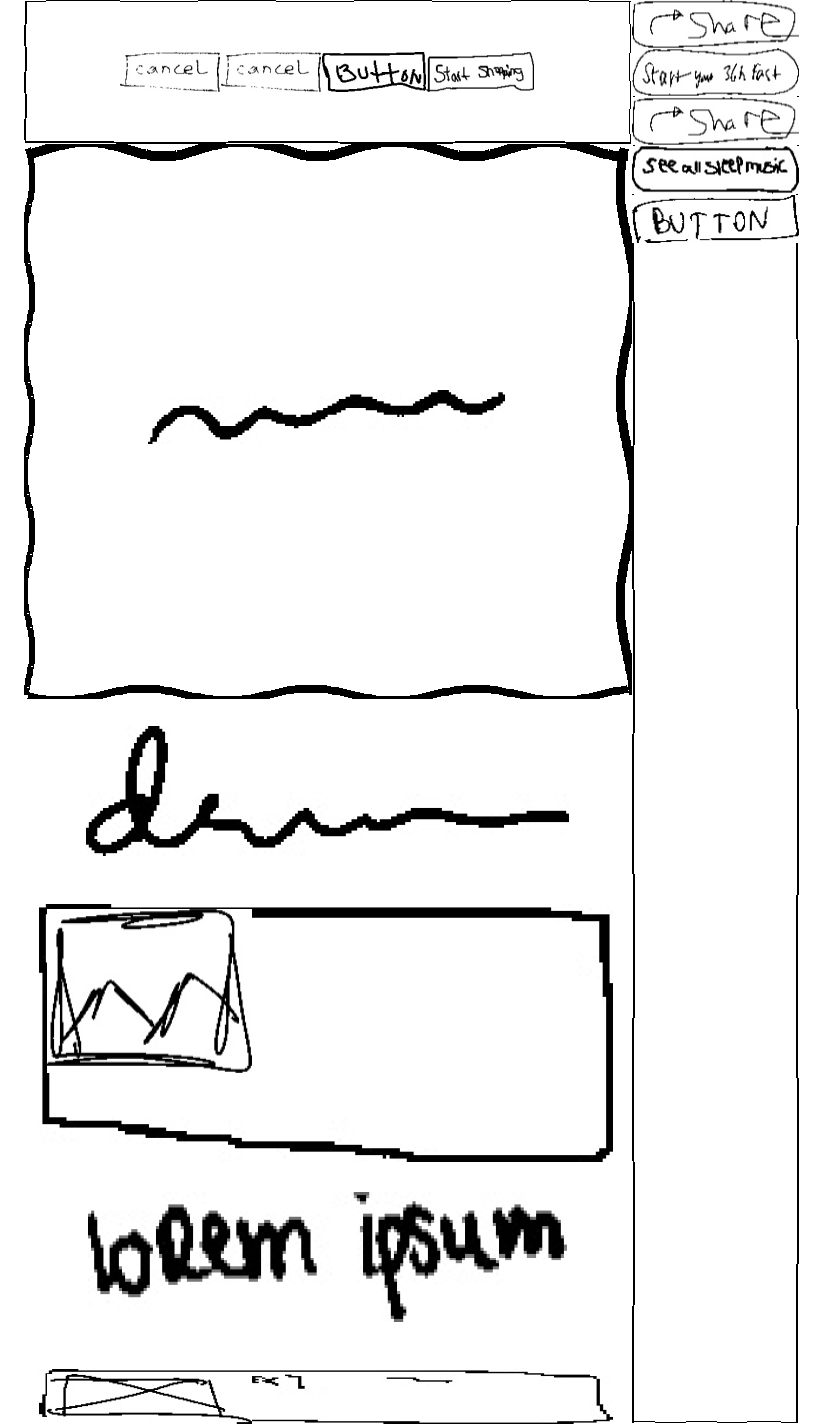 cancel cancel Button Start Shopping
Share
Start your 36h Fast
Share
see all sleep music
BUTTON
lorem ipsum